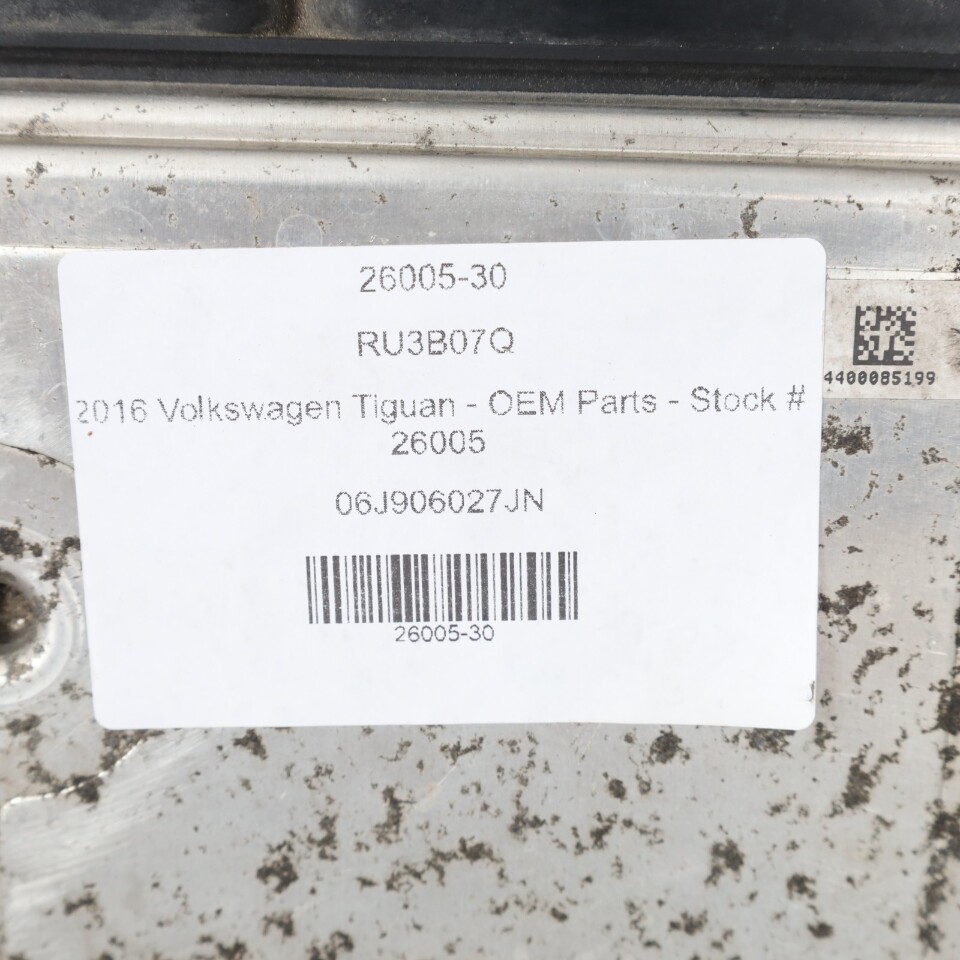 26005-30
RU3B07Q
2016 Volkswagen Tiguan - OEM Parts - Stock #
26005
06J906027JN
26005-30
4400085199